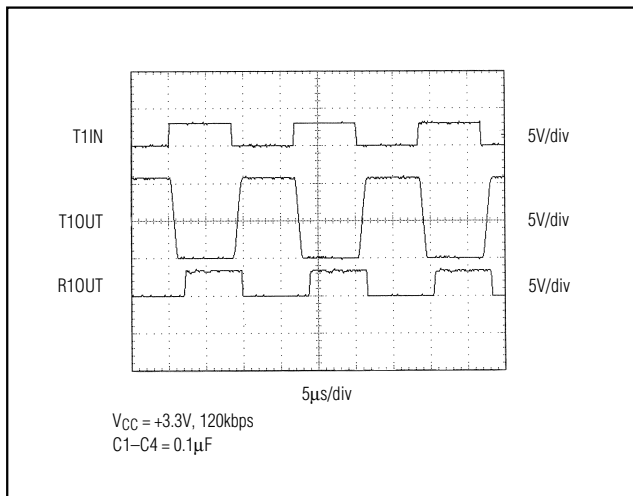 T1IN 5V/div
T1OUT 5V/div
R1OUT 5V/div
5µs/div
VCC = +3.3V, 120kbps
C1–C4 = 0.1µF